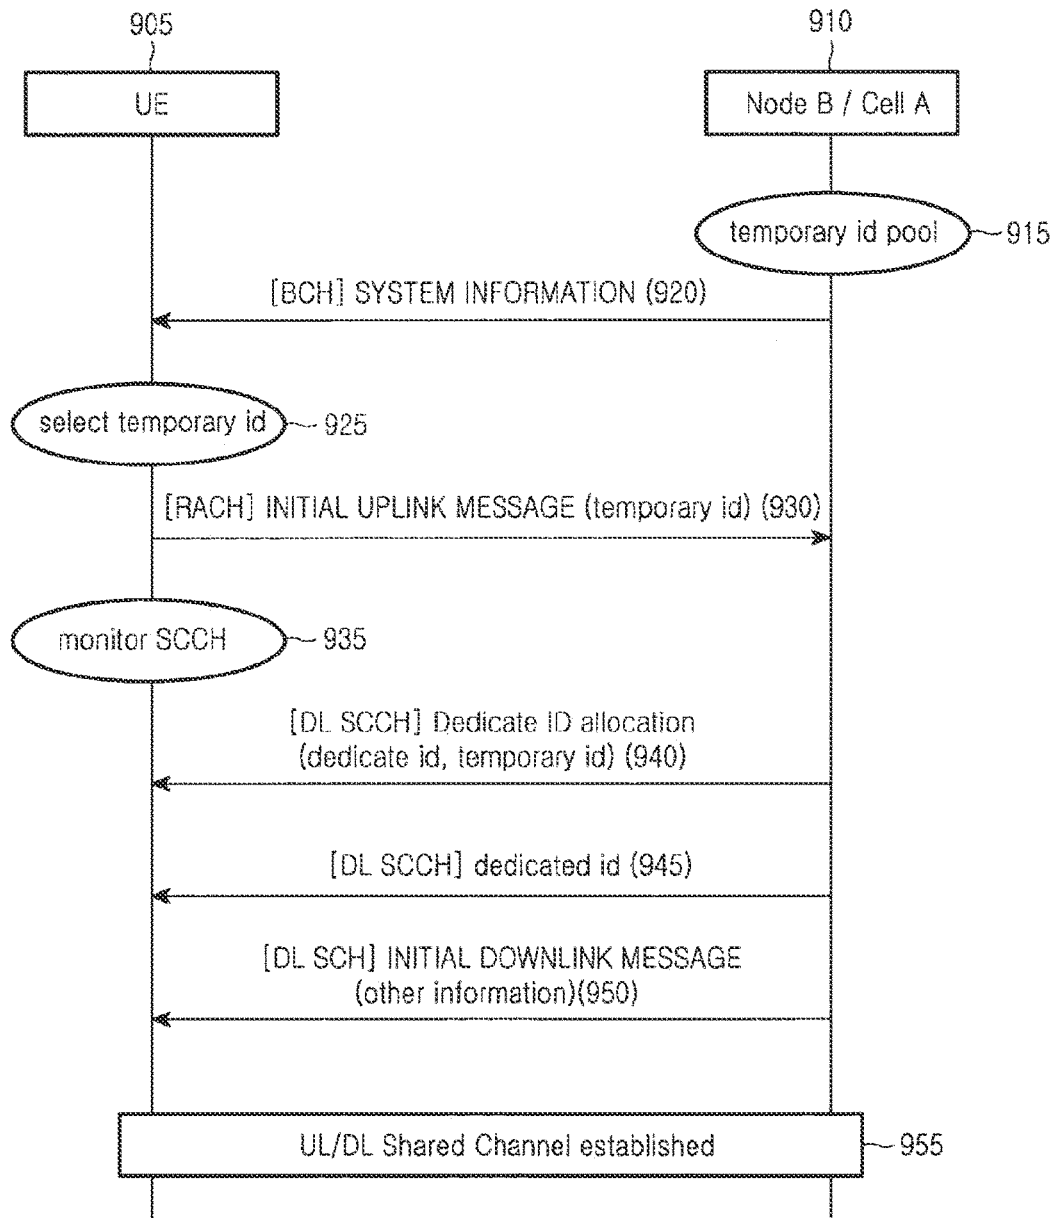 905
910
UE
Node B / Cell A
temporary id pool
915
[BCH] SYSTEM INFORMATION (920)
select temporary id
925
[RACH] INITIAL UPLINK MESSAGE (temporary id) (930)
monitor SCCH
935
[DL SCCH] Dedicate ID allocation
(dedicate id, temporary id) (940)
[DL SCCH] dedicated id (945)
[DL SCH] INITIAL DOWNLINK MESSAGE
(other information)(950)
UL/DL Shared Channel established
955